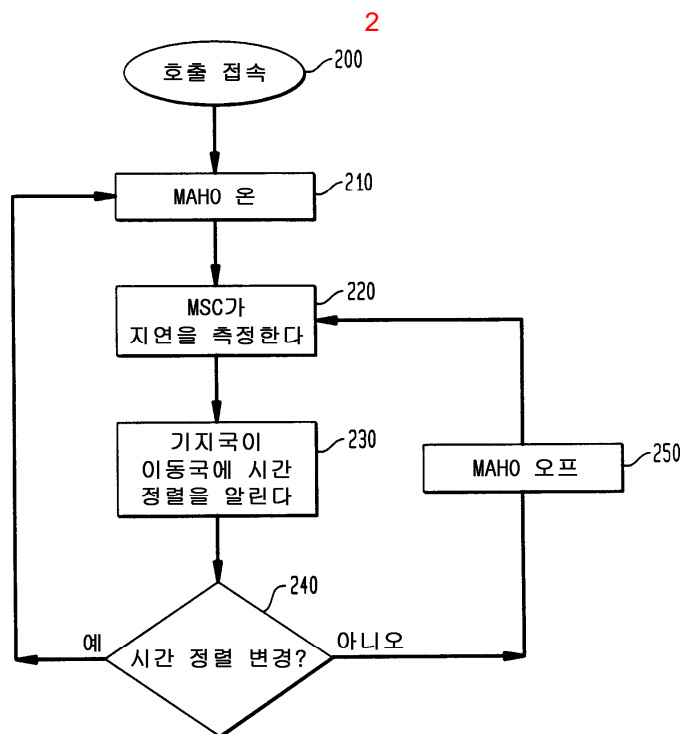 2
호출 접속
200
MAHO 온
210
MSC가
지연을 측정한다
220
기지국이
이동국에 시간
정렬을 알린다
230
MAHO 오프
250
240
예
시간 정렬 변경?
아니오